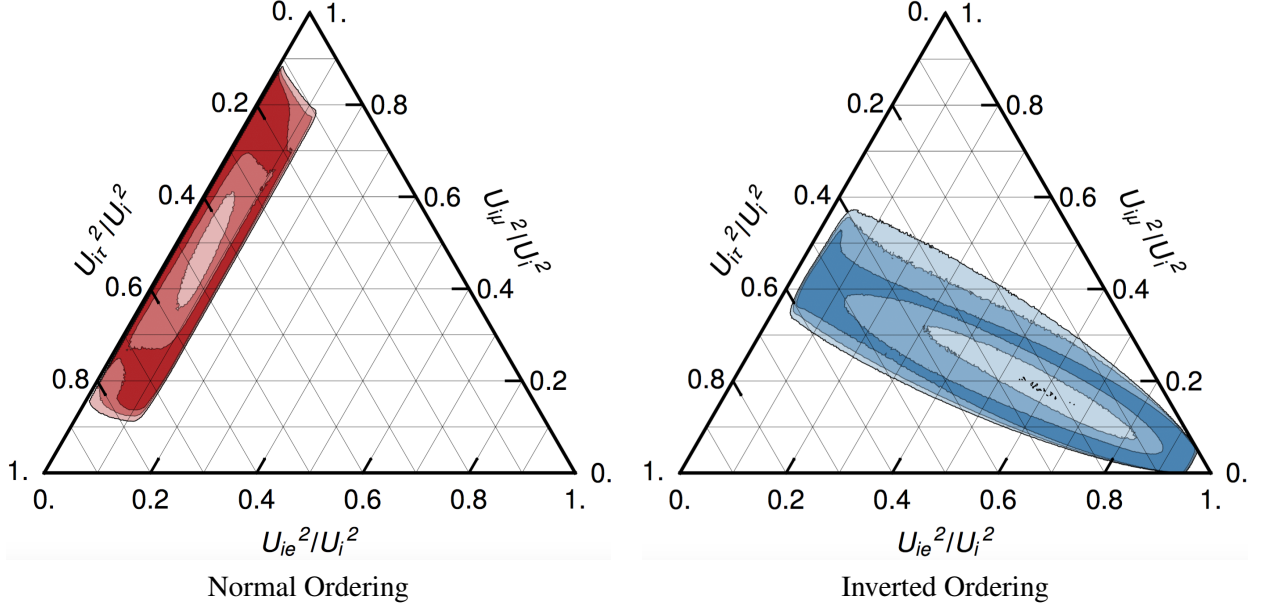 0. 1.
0.2 0.8
0.4 0.6
U_{iτ}^2/U_i^2 U_{iμ}^2/U_i^2
0.6 0.4
0.8 0.2
1. 0.
0. 0.2 0.4 0.6 0.8 1.
U_{ie}^2/U_i^2
Normal Ordering
0. 1.
0.2 0.8
0.4 0.6
U_{iτ}^2/U_i^2 U_{iμ}^2/U_i^2
0.6 0.4
0.8 0.2
1. 0.
0. 0.2 0.4 0.6 0.8 1.
U_{ie}^2/U_i^2
Inverted Ordering